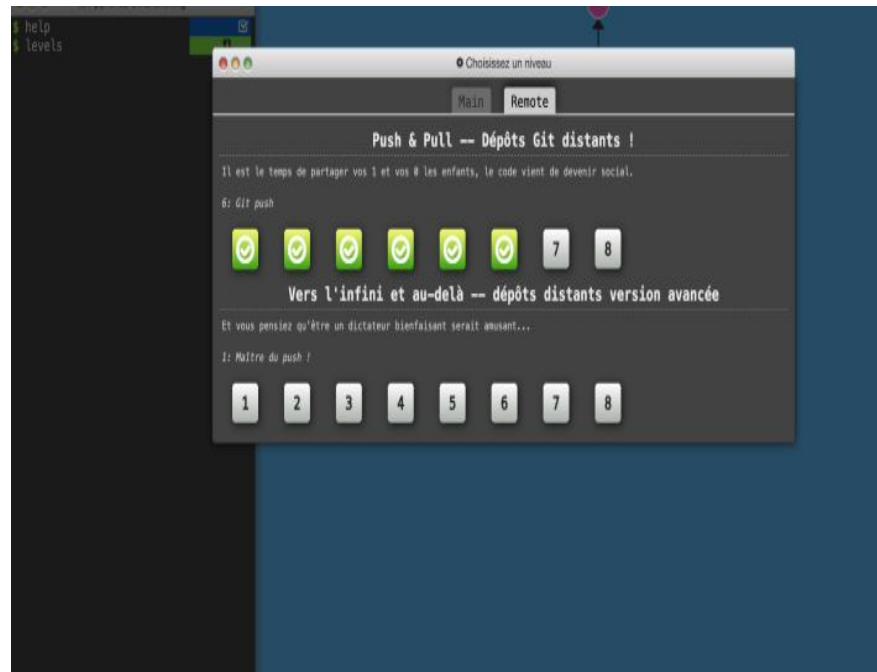 $ help
$ levels
Choisissez un niveau
Main Remote
Push & Pull -- Dépôts Git distants !
Il est le temps de partager vos 1 et vos 0 les enfants, le code vient de devenir social.
6: Git push
7 8
Vers l'infini et au-delà -- dépôts distants version avancée
Et vous pensiez qu'être un dictateur bienfaisant serait amusant...
1: Maître du push !
1 2 3 4 5 6 7 8